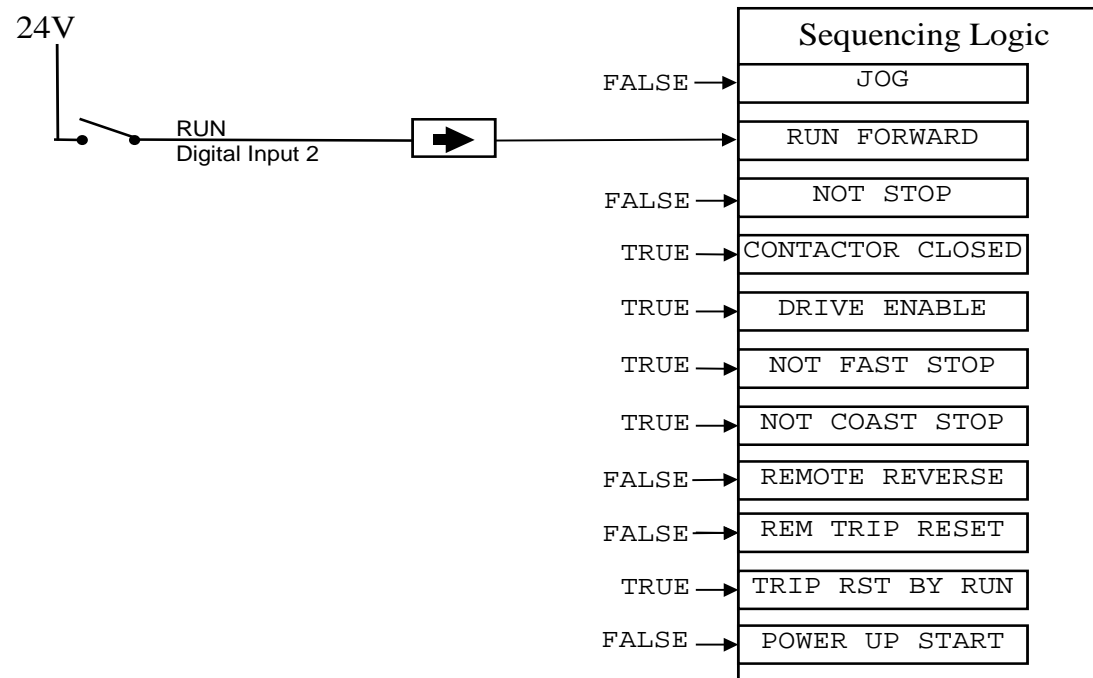 24V
Sequencing Logic
FALSE JOG
RUN
Digital Input 2
RUN FORWARD
FALSE NOT STOP
TRUE CONTACTOR CLOSED
TRUE DRIVE ENABLE
TRUE NOT FAST STOP
TRUE NOT COAST STOP
FALSE REMOTE REVERSE
FALSE REM TRIP RESET
TRUE TRIP RST BY RUN
FALSE POWER UP START